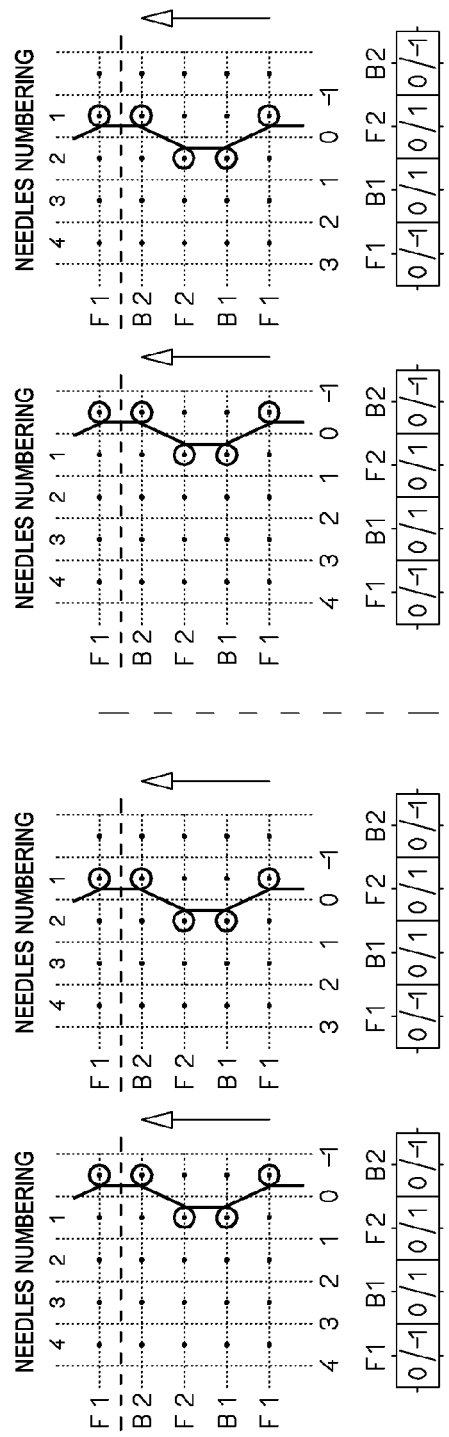 NEEDLES NUMBERING
4 3 2 1
F1
B2
F2
B1
F1
4 3 2 1 0 -1
F1 B1 F2 B2
0/-1 0/1 0/1 0/-1
NEEDLES NUMBERING
4 3 2 1
F1
B2
F2
B1
F1
3 2 1 0 -1
F1 B1 F2 B2
0/-1 0/1 0/1 0/-1
NEEDLES NUMBERING
4 3 2 1
F1
B2
F2
B1
F1
4 3 2 1 0 -1
F1 B1 F2 B2
0/-1 0/1 0/1 0/-1
NEEDLES NUMBERING
4 3 2 1
F1
B2
F2
B1
F1
3 2 1 0 -1
F1 B1 F2 B2
0/-1 0/1 0/1 0/-1